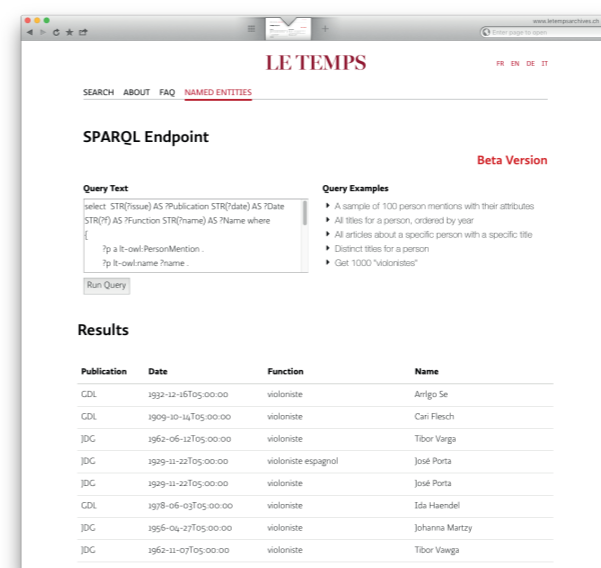 www.letempsarchives.ch
Enter page to open
LE TEMPS
FR EN DE IT
SEARCH ABOUT FAQ NAMED ENTITIES
SPARQL Endpoint
Beta Version
Query Text
select STR(?issue) AS ?Publication STR(?date) AS ?Date
STR(?f) AS ?Function STR(?name) AS ?Name where
{
?p a lt-owl:PersonMention .
?p lt-owl:name ?name .
Run Query
Query Examples
A sample of 100 person mentions with their attributes
All titles for a person, ordered by year
All articles about a specific person with a specific title
Distinct titles for a person
Get 1000 "violonistes"
Results
Publication Date Function Name
GDL 1932-12-16T05:00:00 violoniste Arrigo Se
GDL 1909-10-14T05:00:00 violoniste Cari Flesch
JDG 1962-06-12T05:00:00 violoniste Tibor Varga
JDG 1929-11-22T05:00:00 violoniste espagnol José Porta
JDG 1929-11-22T05:00:00 violoniste José Porta
GDL 1978-06-03T05:00:00 violoniste Ida Haendel
JDG 1956-04-27T05:00:00 violoniste Johanna Martzy
JDG 1962-11-07T05:00:00 violoniste Tibor Vawga